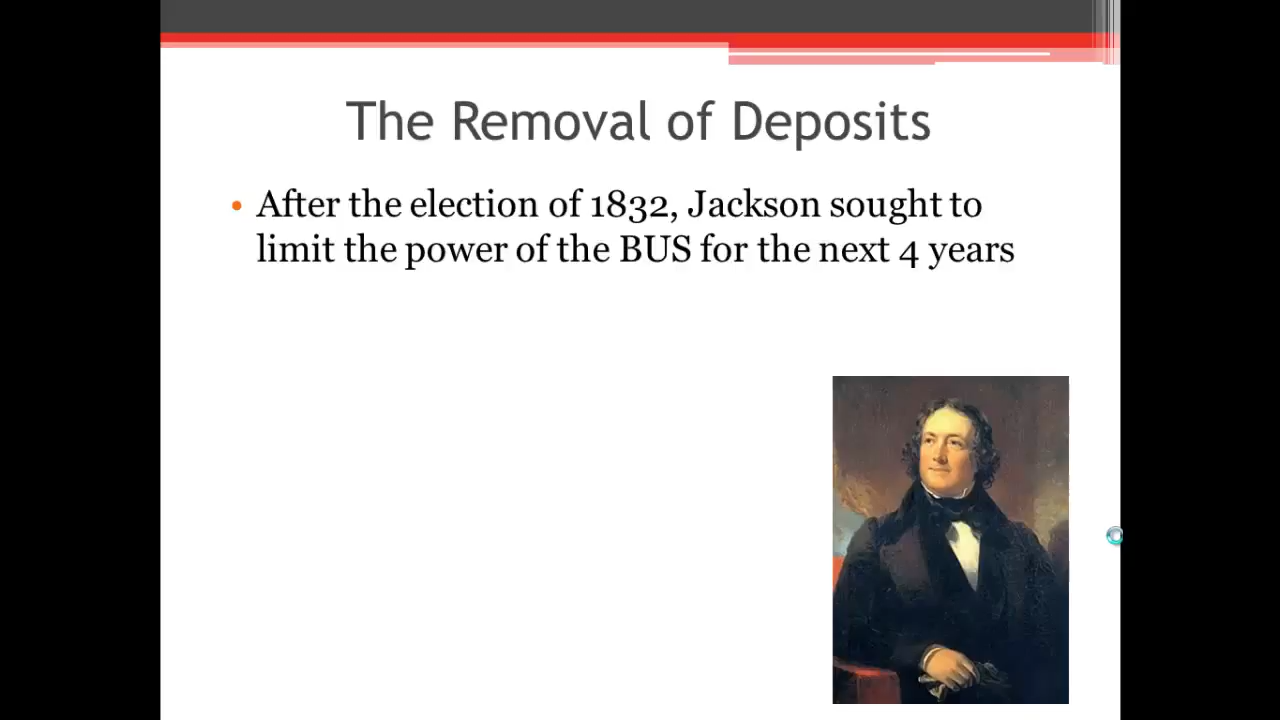 The Removal of Deposits
• After the election of 1832, Jackson sought to
limit the power of the BUS for the next 4 years